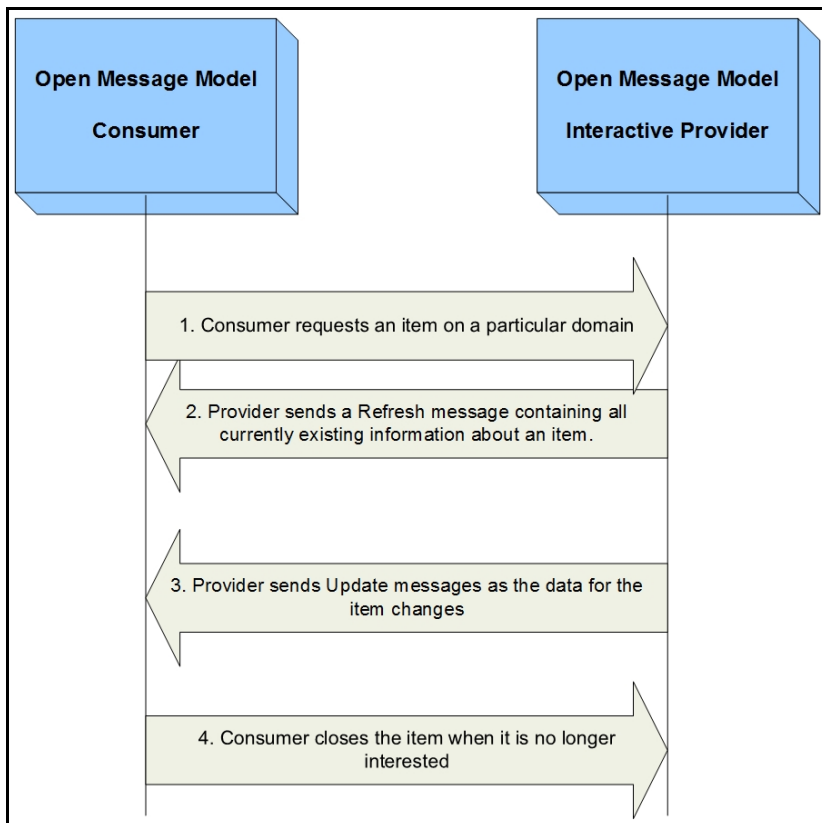 Open Message Model
Consumer
Open Message Model
Interactive Provider
1. Consumer requests an item on a particular domain
2. Provider sends a Refresh message containing all
currently existing information about an item.
3. Provider sends Update messages as the data for the
item changes
4. Consumer closes the item when it is no longer
interested